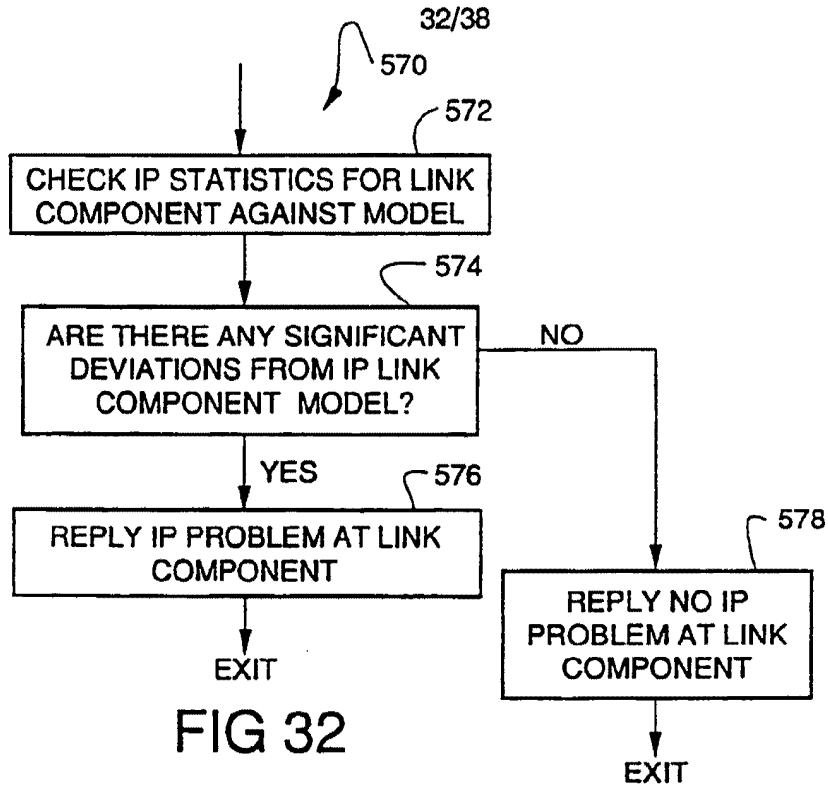 32/38
570
572
CHECK IP STATISTICS FOR LINK
COMPONENT AGAINST MODEL
574
ARE THERE ANY SIGNIFICANT
DEVIATIONS FROM IP LINK
COMPONENT MODEL?
NO
YES
576
REPLY IP PROBLEM AT LINK
COMPONENT
EXIT
578
REPLY NO IP
PROBLEM AT LINK
COMPONENT
EXIT
FIG 32